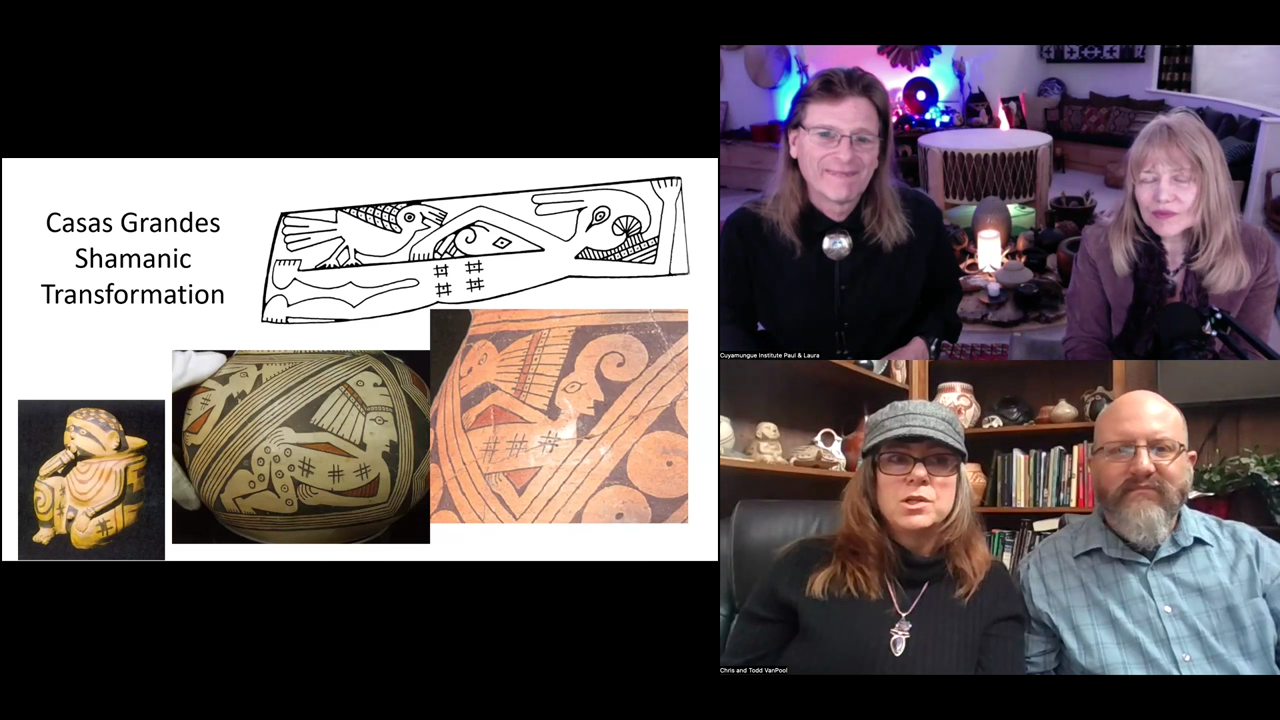 Casas Grandes
Shamanic
Transformation
Cuyamungue Institute Paul & Laura
Chris and Todd VanPool